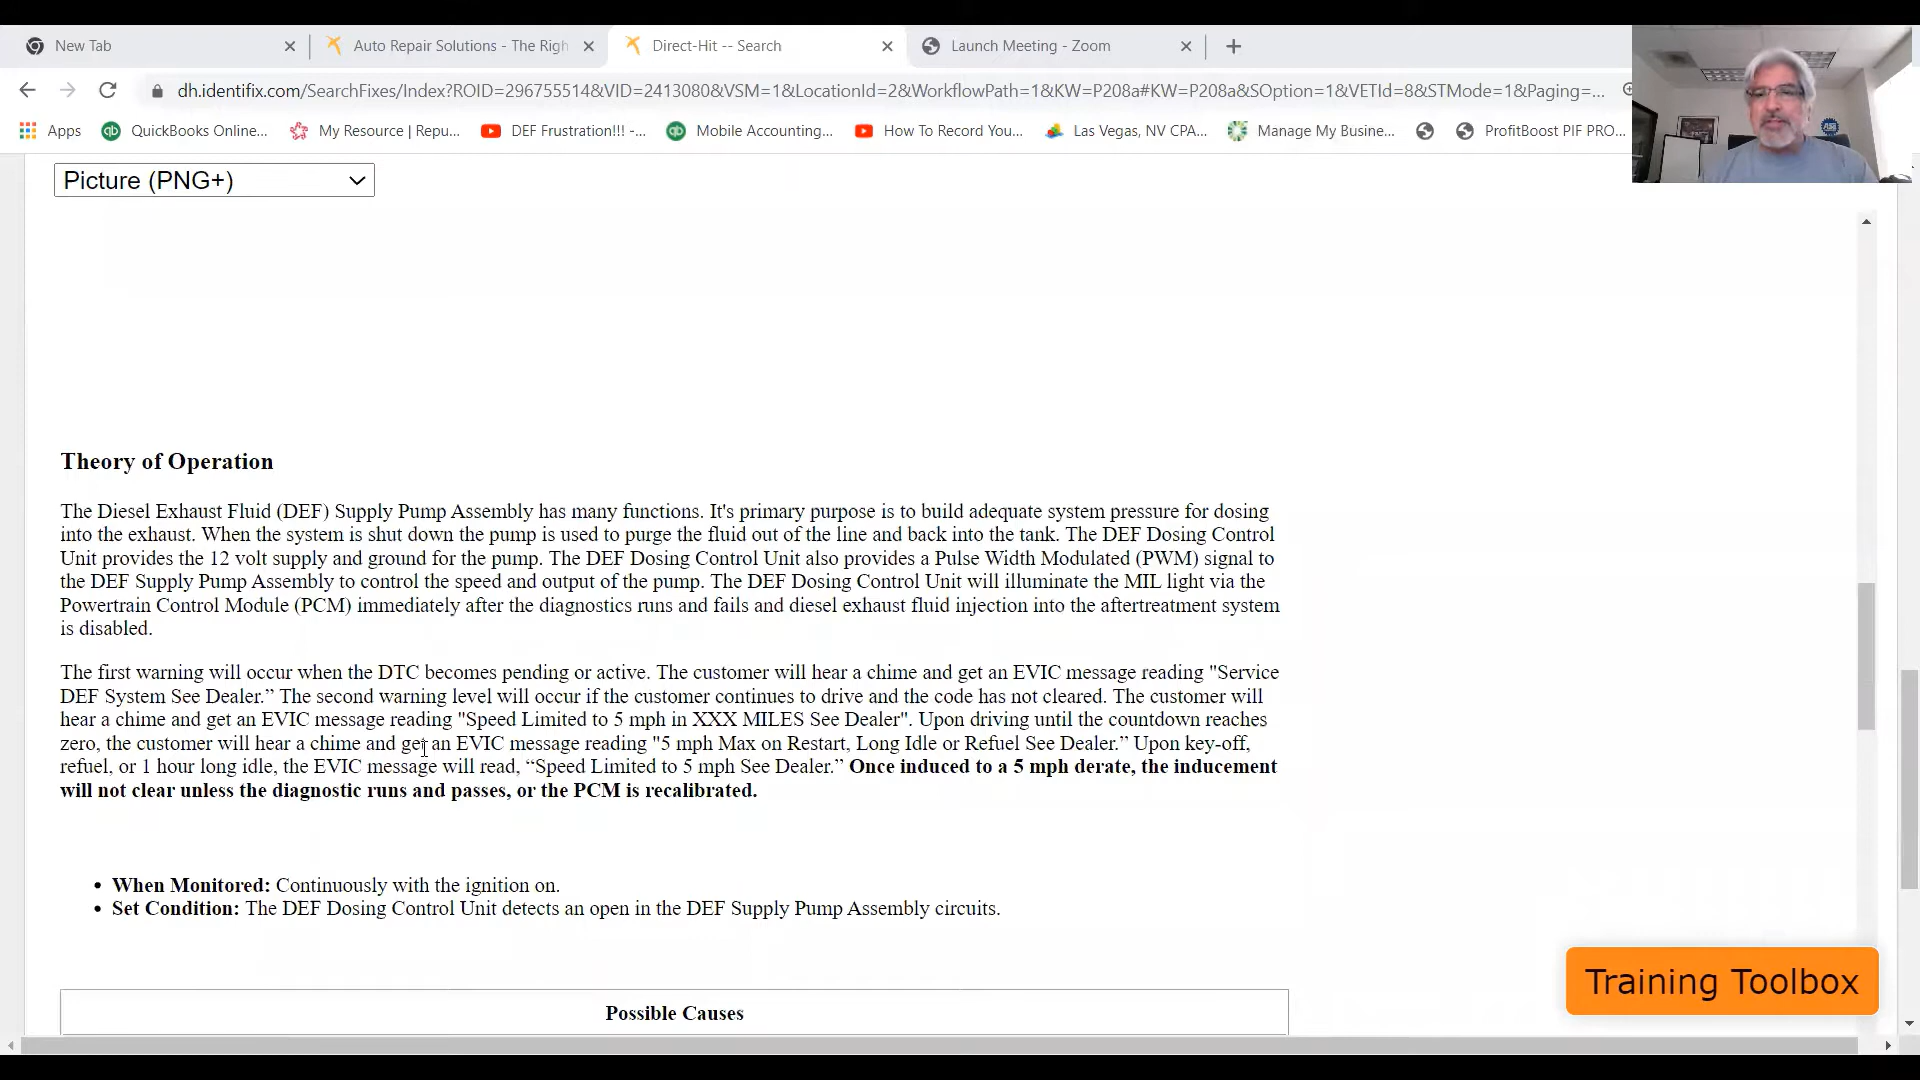 New Tab
Auto Repair Solutions - The Righ
Direct-Hit -- Search
Launch Meeting - Zoom
dh.identifix.com/SearchFixes/Index?ROID=296755514&VID=2413080&VSM=1&LocationId=2&WorkflowPath=1&KW=P208a#KW=P208a&SOption=1&VETId=8&STMode=1&Paging=...
Apps
QuickBooks Online...
My Resource | Repu...
DEF Frustration!!! -...
Mobile Accounting...
How To Record You...
Las Vegas, NV CPA...
Manage My Busine...
ProfitBoost PIF PRO...
Picture (PNG+)
Theory of Operation
The Diesel Exhaust Fluid (DEF) Supply Pump Assembly has many functions. It's primary purpose is to build adequate system pressure for dosing
into the exhaust. When the system is shut down the pump is used to purge the fluid out of the line and back into the tank. The DEF Dosing Control
Unit provides the 12 volt supply and ground for the pump. The DEF Dosing Control Unit also provides a Pulse Width Modulated (PWM) signal to
the DEF Supply Pump Assembly to control the speed and output of the pump. The DEF Dosing Control Unit will illuminate the MIL light via the
Powertrain Control Module (PCM) immediately after the diagnostics runs and fails and diesel exhaust fluid injection into the aftertreatment system
is disabled.
The first warning will occur when the DTC becomes pending or active. The customer will hear a chime and get an EVIC message reading "Service
DEF System See Dealer.” The second warning level will occur if the customer continues to drive and the code has not cleared. The customer will
hear a chime and get an EVIC message reading "Speed Limited to 5 mph in XXX MILES See Dealer". Upon driving until the countdown reaches
zero, the customer will hear a chime and get an EVIC message reading "5 mph Max on Restart, Long Idle or Refuel See Dealer.” Upon key-off,
refuel, or 1 hour long idle, the EVIC message will read, “Speed Limited to 5 mph See Dealer.” Once induced to a 5 mph derate, the inducement
will not clear unless the diagnostic runs and passes, or the PCM is recalibrated.
• When Monitored: Continuously with the ignition on.
• Set Condition: The DEF Dosing Control Unit detects an open in the DEF Supply Pump Assembly circuits.
Possible Causes
Training Toolbox